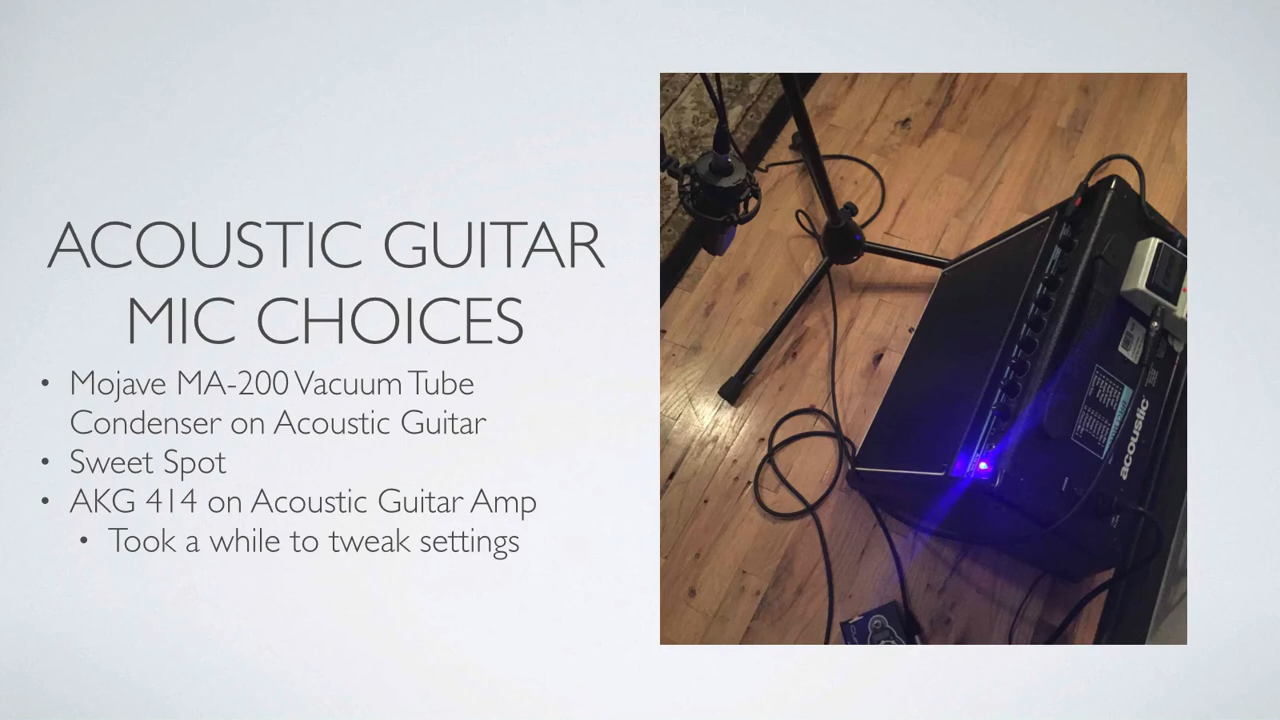 ACOUSTIC GUITAR
MIC CHOICES
• Mojave MA-200 Vacuum Tube
Condenser on Acoustic Guitar
• Sweet Spot
• AKG 414 on Acoustic Guitar Amp
• Took a while to tweak settings
acoustic